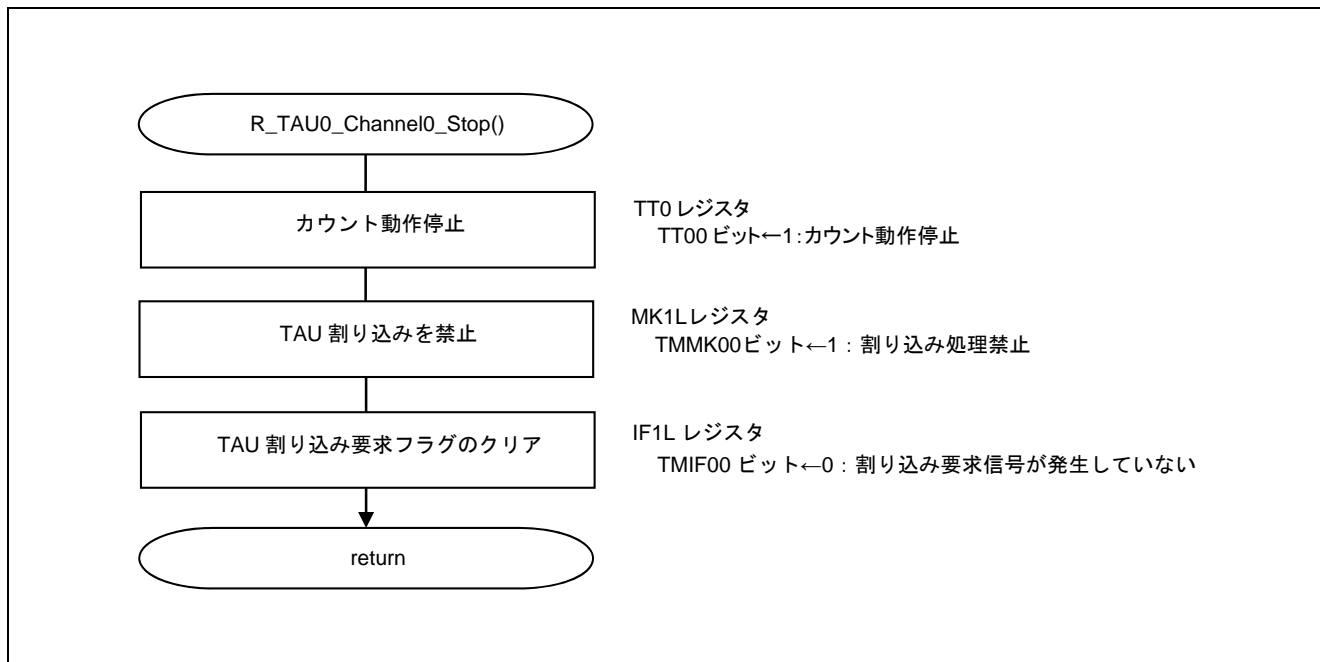 R_TAU0_Channel0_Stop()
カウント動作停止
TT0 レジスタ
TT00 ビット←1:カウント動作停止
TAU 割り込みを禁止
MK1Lレジスタ
TMMK00ビット←1 : 割り込み処理禁止
TAU 割り込み要求フラグのクリア
IF1L レジスタ
TMIF00 ビット←0 : 割り込み要求信号が発生していない
return